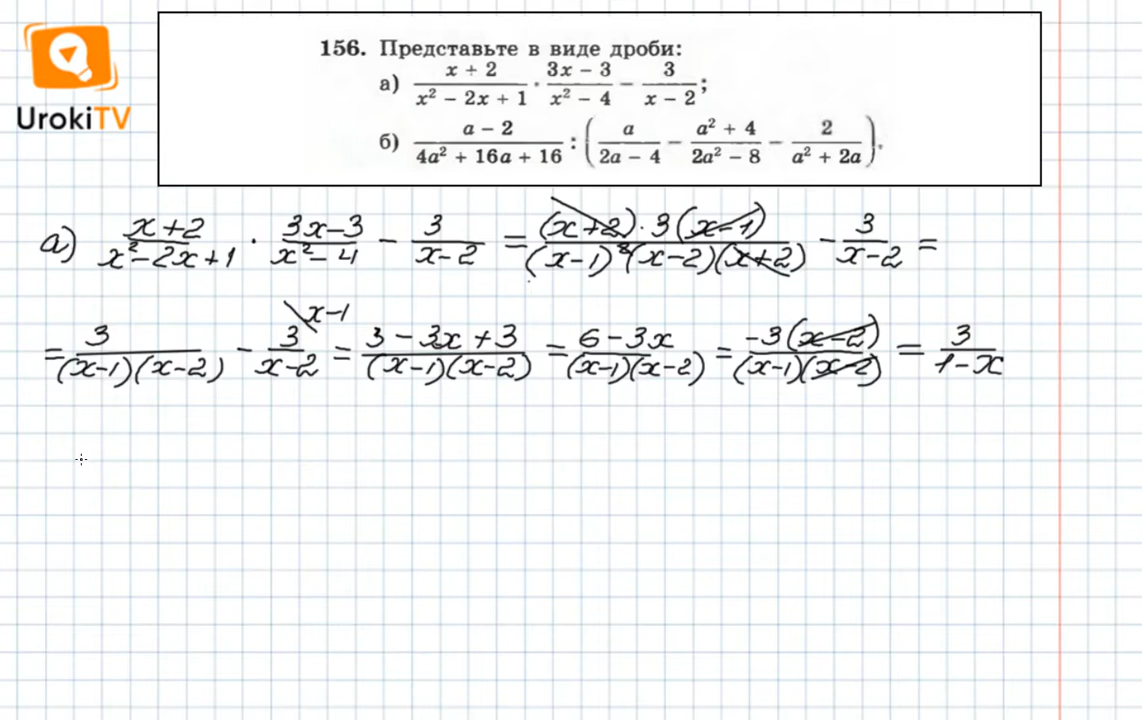 156. Представьте в виде дроби:
а) (x + 2)/(x² − 2x + 1) · (3x − 3)/(x² − 4) − 3/(x − 2);
б) (a − 2)/(4a² + 16a + 16) : (a/(2a − 4) − (a² + 4)/(2a² − 8) − 2/(a² + 2a)).
UrokiTV
а) (x+2)/(x²−2x+1) · (3x−3)/(x²−4) − 3/(x−2) = ((x+2)·3(x−1))/((x−1)²(x−2)(x+2)) − 3/(x−2) =
= 3/((x−1)(x−2)) − 3\x−1/(x−2) = (3−3x+3)/((x−1)(x−2)) = (6−3x)/((x−1)(x−2)) = (−3(x−2))/((x−1)(x−2)) = 3/(1−x)